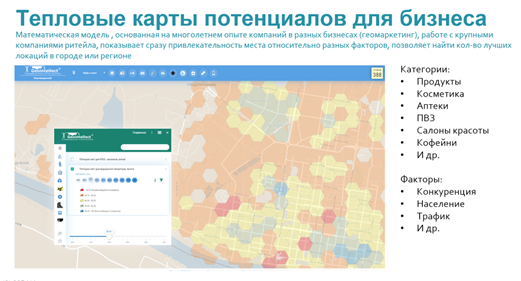 Тепловые карты потенциалов для бизнеса
Математическая модель , основанная на многолетнем опыте компаний в разных бизнесах (геомаркетинг), работе с крупными
компаниями ритейла, показывает сразу привлекательность места относительно разных факторов, позволяет найти кол-во лучших
локаций в городе или регионе
388
Категории:
• Продукты
• Косметика
• Аптеки
• ПВЗ
• Салоны красоты
• Кофейни
• И др.
Факторы:
• Конкуренция
• Население
• Трафик
• И др.